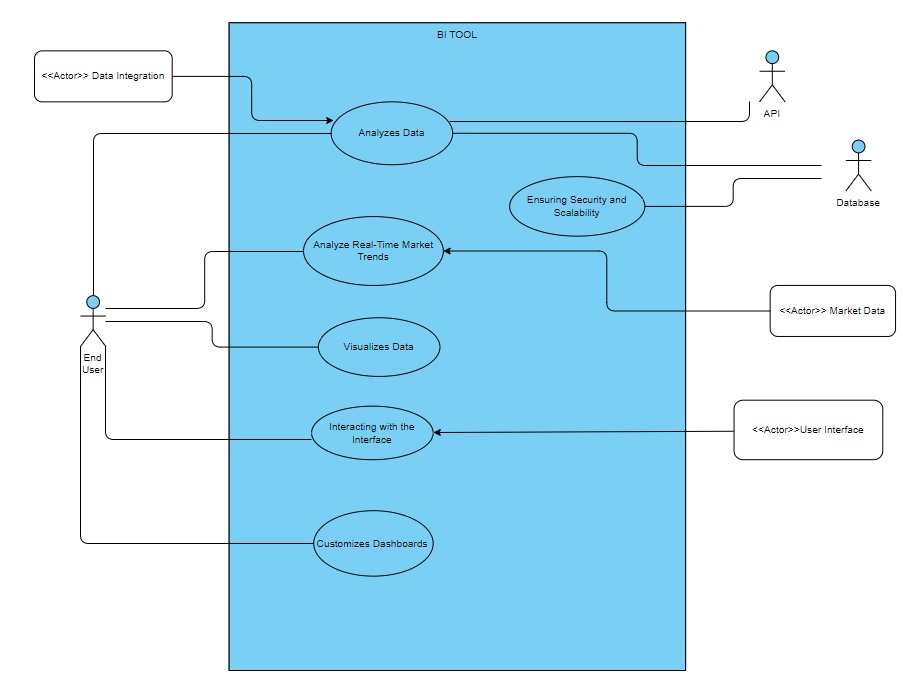 BI TOOL
<<Actor>> Data Integration
API
Analyzes Data
Database
Ensuring Security and
Scalability
Analyze Real-Time Market
Trends
<<Actor>> Market Data
End
User
Visualizes Data
Interacting with the
Interface
<<Actor>>User Interface
Customizes Dashboards